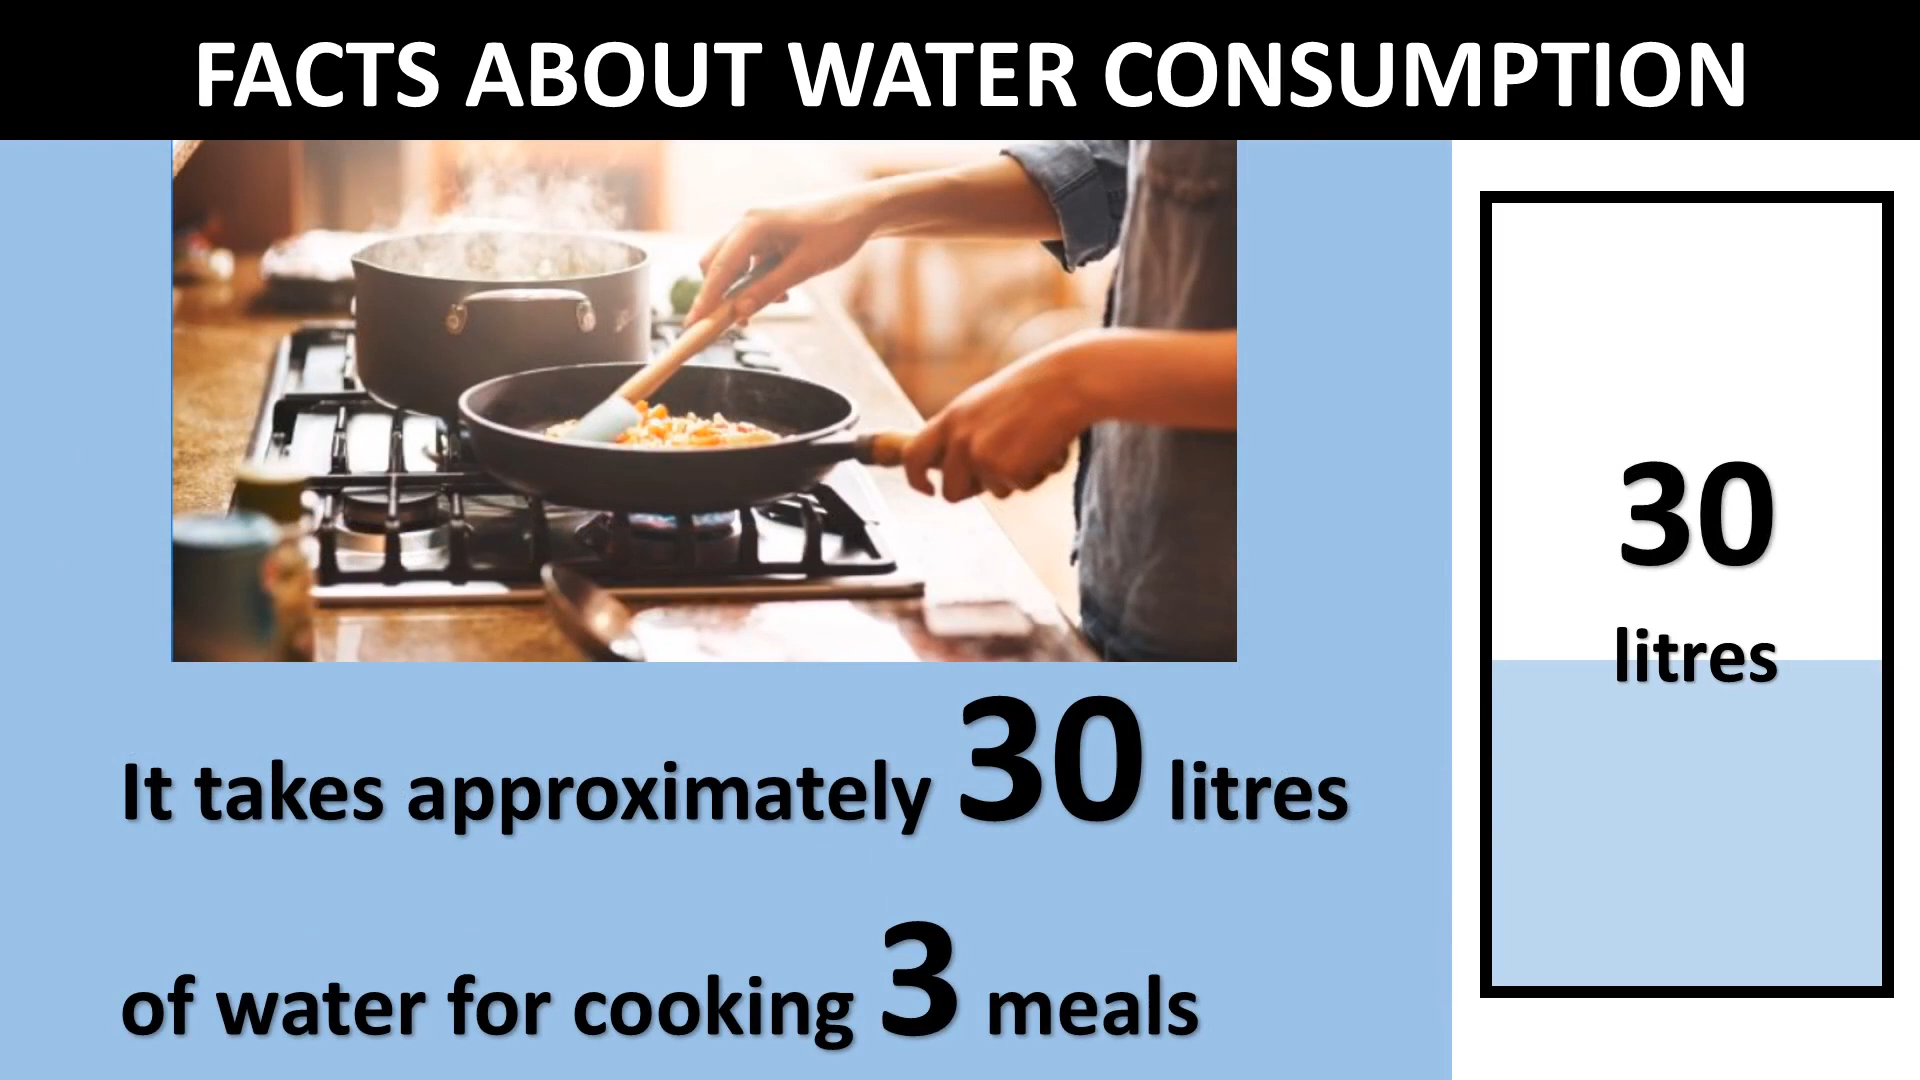 FACTS ABOUT WATER CONSUMPTION
It takes approximately 30 litres
of water for cooking 3 meals
30
litres